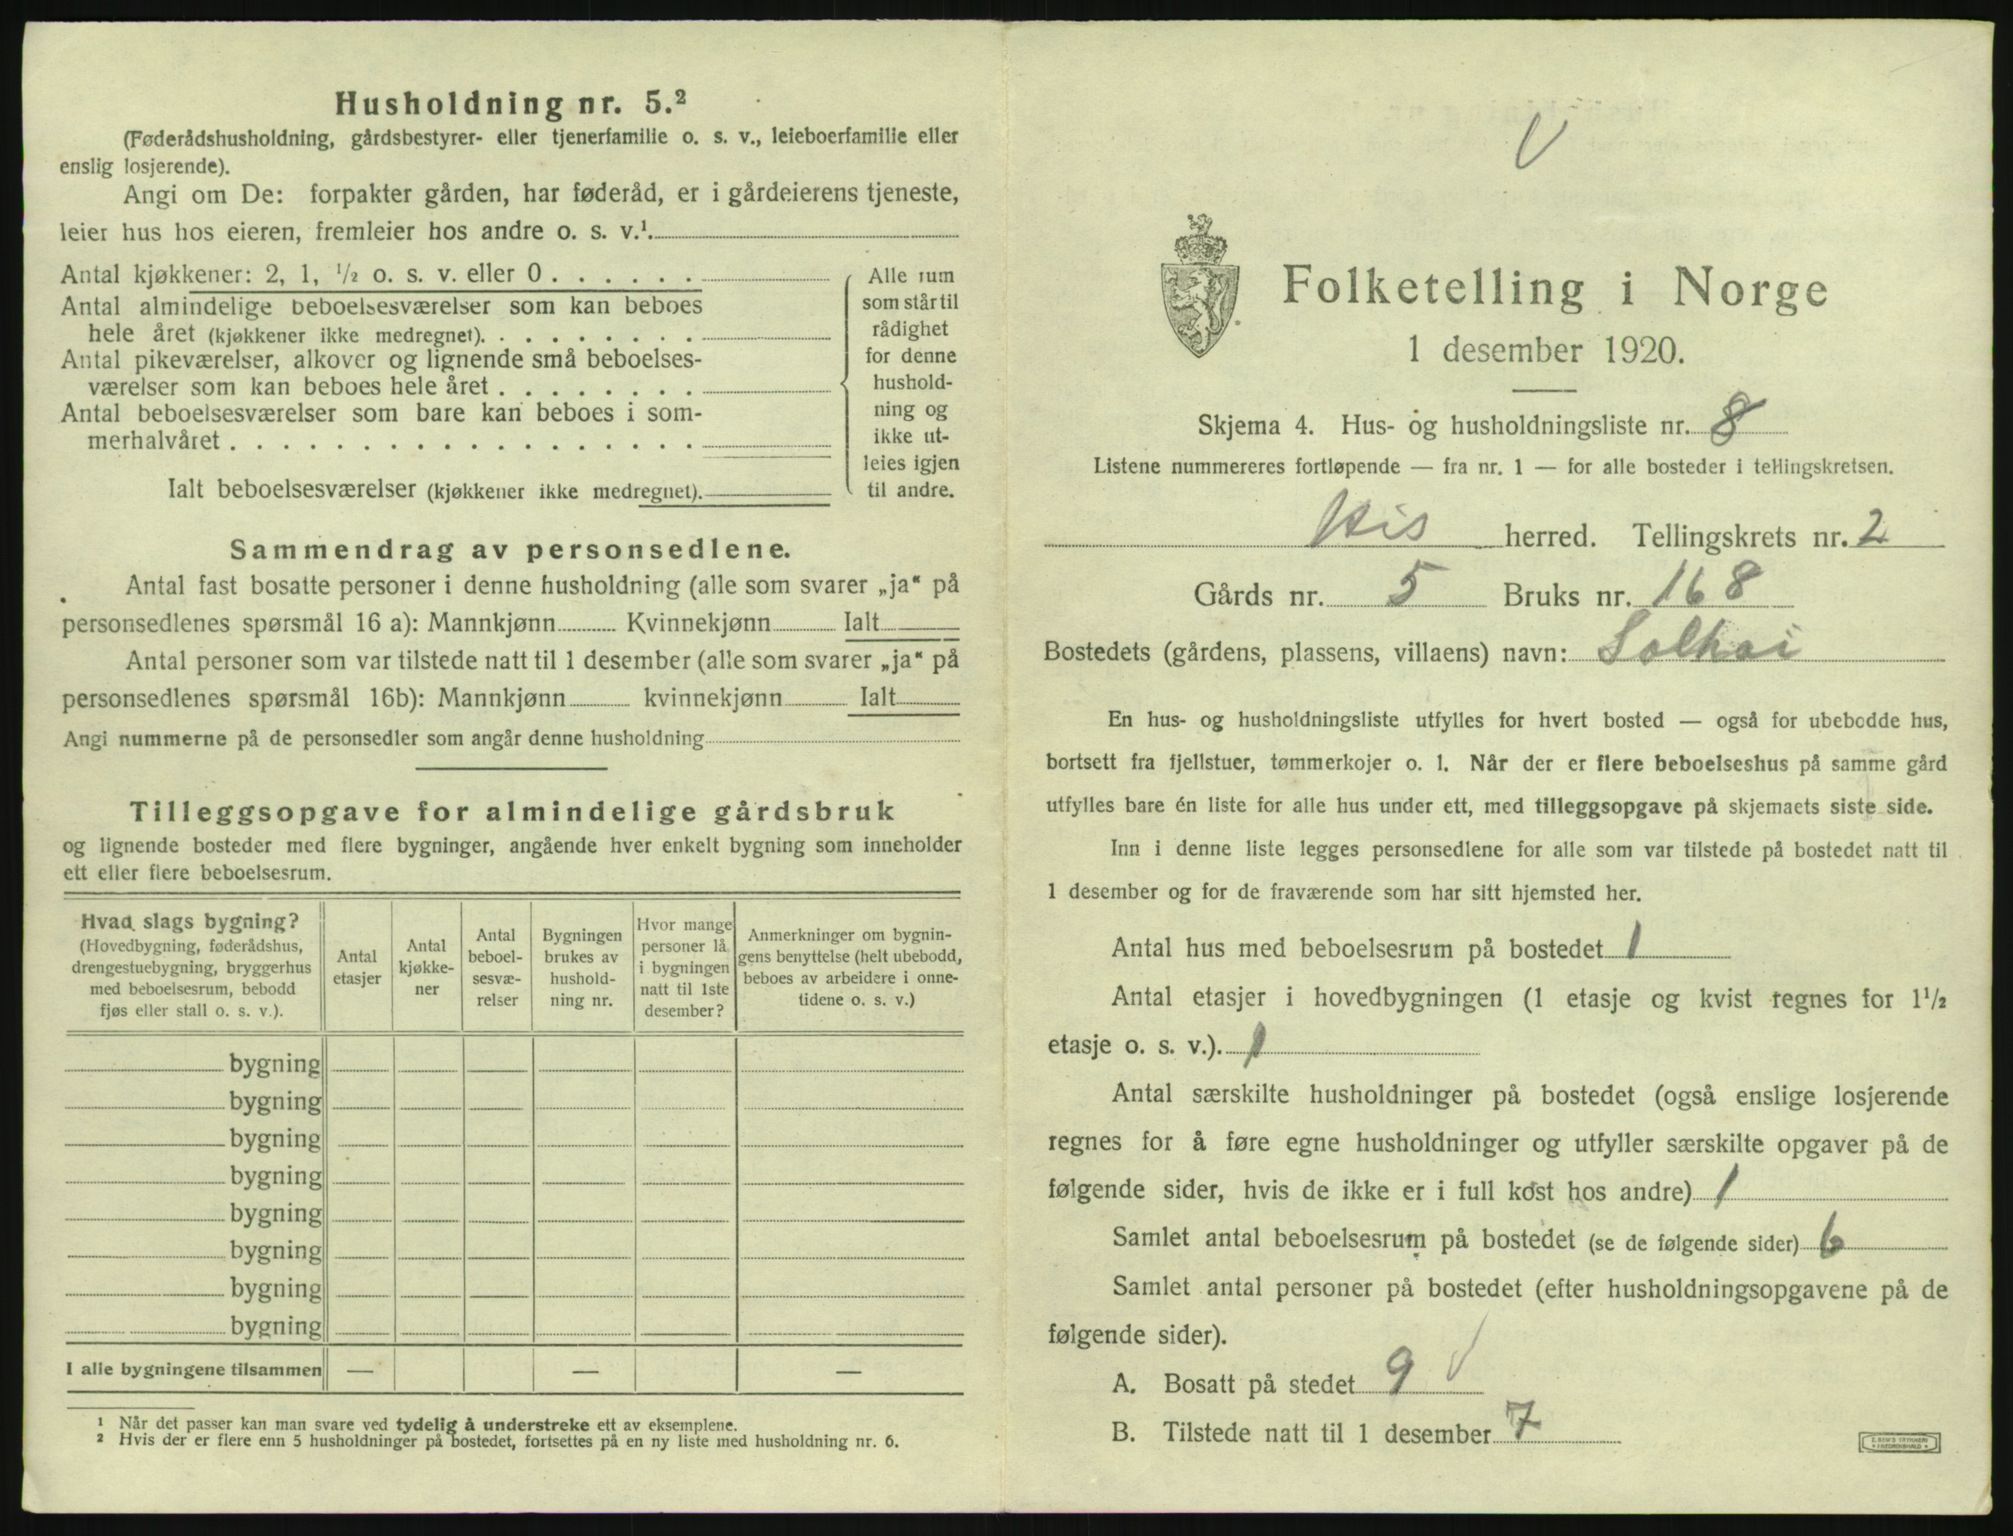 Husholdning nr. 5.²
(Føderådshusholdning, gårdsbestyrer- eller tjenerfamilie o. s. v., leieboerfamilie eller
enslig losjerende).
Angi om De: forpakter gården, har føderåd, er i gårdeierens tjeneste,
leier hus hos eieren, fremleier hos andre o. s. v.¹.
Antal kjøkkener: 2, 1, ½ o. s. v. eller 0 . . . . . .
Antal almindelige beboelsesværelser som kan beboes
hele året (kjøkkener ikke medregnet). . . . . . . . .
Antal pikeværelser, alkover og lignende små beboelses-
værelser som kan beboes hele året . . . . . . . .
Antal beboelsesværelser som bare kan beboes i som-
merhalvåret . . . . . . . . . . . . . . . . . .
Ialt beboelsesværelser (kjøkkener ikke medregnet).
Alle rum
som står til
rådighet
for denne
hushold-
ning og
ikke ut-
leies igjen
til andre.
Sammendrag av personsedlene.
Antal fast bosatte personer i denne husholdning (alle som svarer „ja“ på
personsedlenes spørsmål 16 a): Mannkjønn Kvinnekjønn Ialt
Antal personer som var tilstede natt til 1 desember (alle som svarer „ja“ på
personsedlenes spørsmål 16b): Mannkjønn kvinnekjønn Ialt
Angi nummerne på de personsedler som angår denne husholdning
Tilleggsopgave for almindelige gårdsbruk
og lignende bosteder med flere bygninger, angående hver enkelt bygning som inneholder
ett eller flere beboelsesrum.
Hvad slags bygning?
(Hovedbygning, føderådshus,
drengestuebygning, bryggerhus
med beboelsesrum, bebodd
fjøs eller stall o. s. v.).
Antal
etasjer
Antal
kjøkke-
ner
Antal
beboel-
sesvæ-
relser
Bygningen
brukes av
hushold-
ning nr.
Hvor mange
personer lå
i bygningen
natt til 1ste
desember?
Anmerkninger om bygnin-
gens benyttelse (helt ubebodd,
beboes av arbeidere i onne-
tidene o. s. v.)
bygning
bygning
bygning
bygning
bygning
bygning
bygning
bygning
I alle bygningene tilsammen — — —
¹ Når det passer kan man svare ved tydelig å understreke ett av eksemplene.
² Hvis der er flere enn 5 husholdninger på bostedet, fortsettes på en ny liste med husholdning nr. 6.
V
Folketelling i Norge
1 desember 1920.
Skjema 4. Hus- og husholdningsliste nr. 8
Listene nummereres fortløpende — fra nr. 1 — for alle bosteder i tellingskretsen.
His herred. Tellingskrets nr. 2
Gårds nr. 5 Bruks nr. 168
Bostedets (gårdens, plassens, villaens) navn: Solhøi
En hus- og husholdningsliste utfylles for hvert bosted — også for ubebodde hus,
bortsett fra fjellstuer, tømmerkojer o. l. Når der er flere beboelseshus på samme gård
utfylles bare én liste for alle hus under ett, med tilleggsopgave på skjemaets siste side.
Inn i denne liste legges personsedlene for alle som var tilstede på bostedet natt til
1 desember og for de fraværende som har sitt hjemsted her.
Antal hus med beboelsesrum på bostedet 1
Antal etasjer i hovedbygningen (1 etasje og kvist regnes for 1½
etasje o. s. v.). 1
Antal særskilte husholdninger på bostedet (også enslige losjerende
regnes for å føre egne husholdninger og utfyller særskilte opgaver på de
følgende sider, hvis de ikke er i full kost hos andre) 1
Samlet antal beboelsesrum på bostedet (se de følgende sider) 6
Samlet antal personer på bostedet (efter husholdningsopgavene på de
følgende sider).
A. Bosatt på stedet 9 V
B. Tilstede natt til 1 desember 7